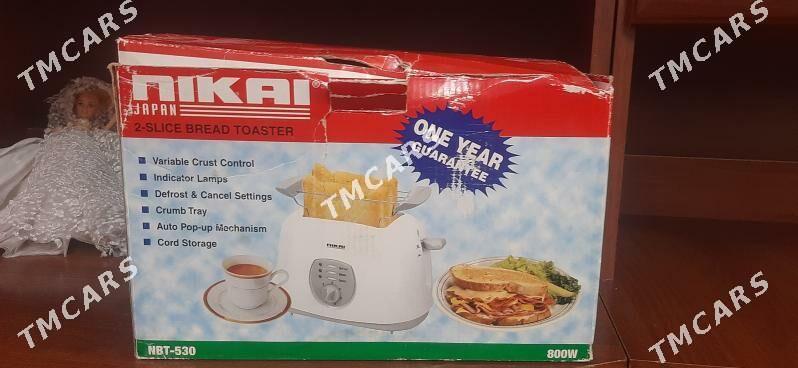 NIKAI®
JAPAN
2-SLICE BREAD TOASTER
ONE YEAR
GUARANTEE
Variable Crust Control
Indicator Lamps
Defrost & Cancel Settings
Crumb Tray
Auto Pop-up Mechanism
Cord Storage
NIKAI
NBT-530
800W
TMCARS
TMCARS
TMCARS
TMCARS
TMCARS